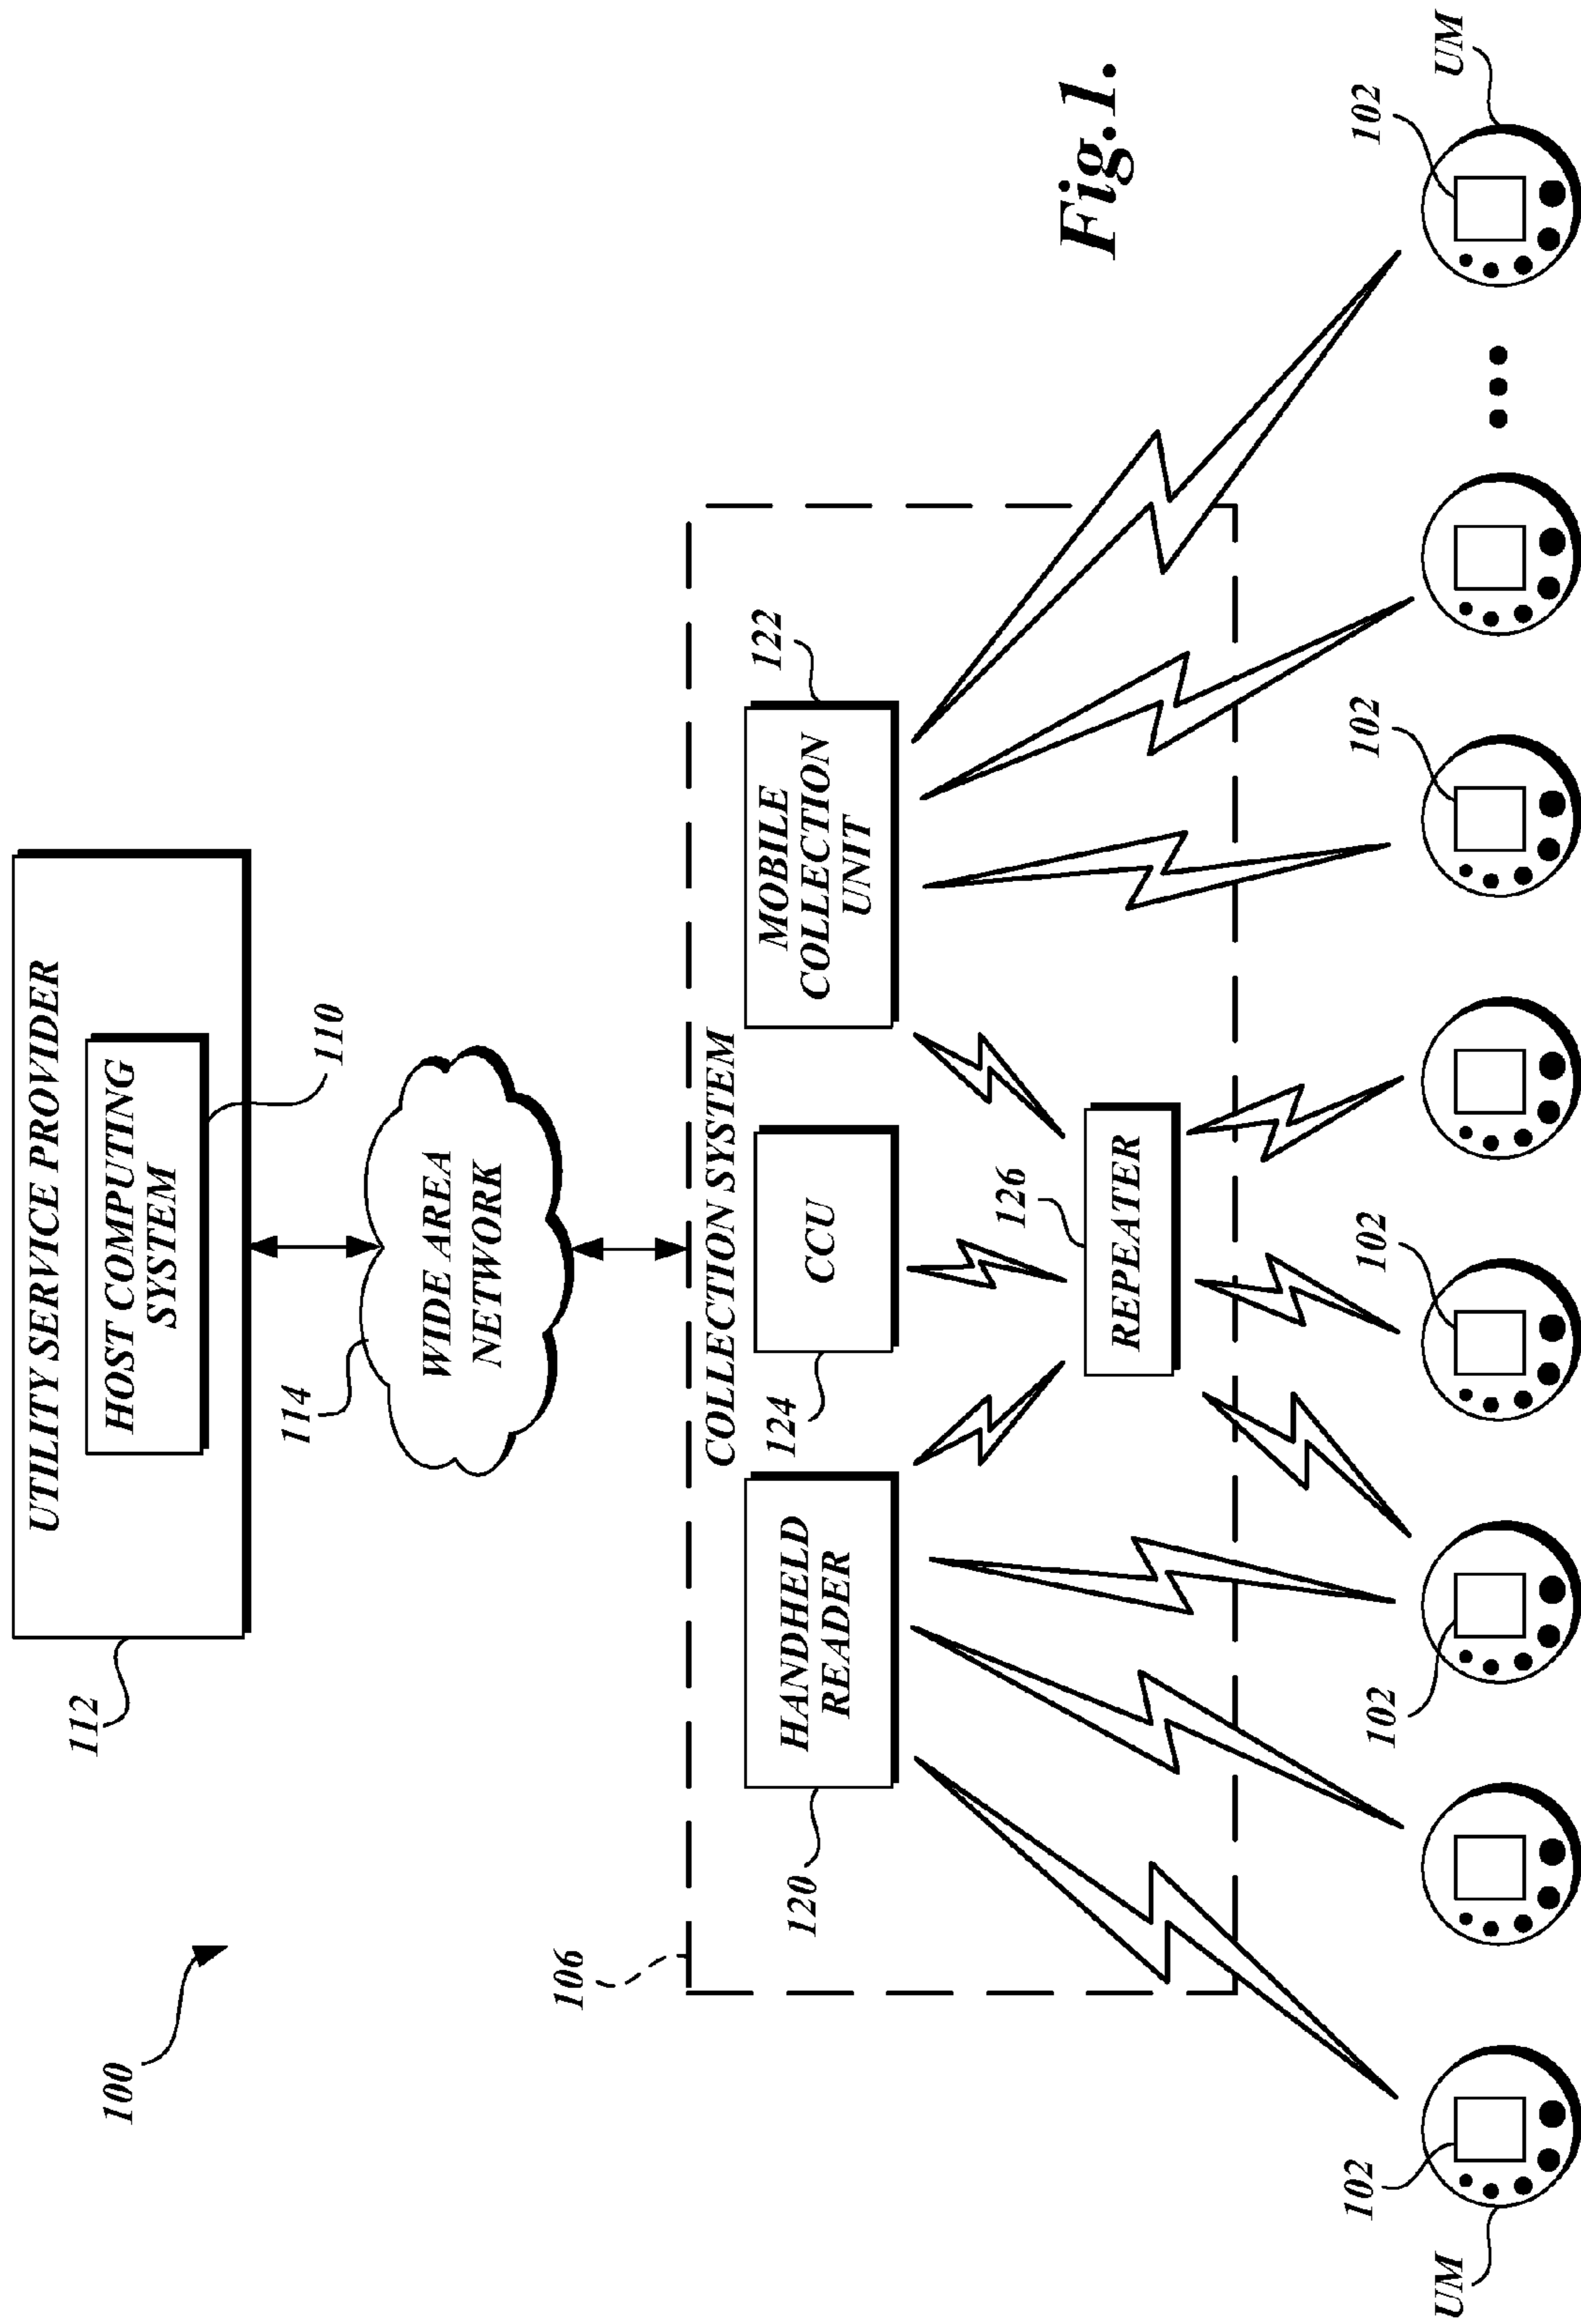 100
112
UTILITY SERVICE PROVIDER
HOST COMPUTING
SYSTEM
110
114
WIDE AREA
NETWORK
106
COLLECTION SYSTEM
120
HANDHELD
READER
124
CCU
MOBILE
COLLECTION
UNIT
122
126
REPEATER
Fig.1.
UM
102
102
102
102
102
UM